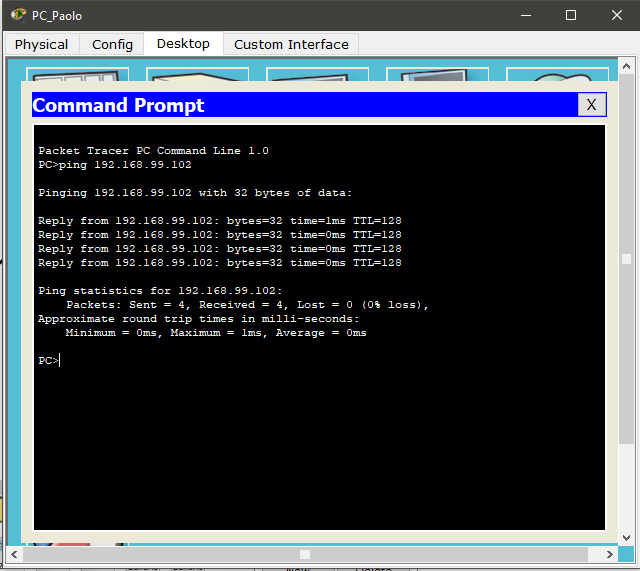 PC_Paolo
Physical Config Desktop Custom Interface
Command Prompt X
Packet Tracer PC Command Line 1.0
PC>ping 192.168.99.102
Pinging 192.168.99.102 with 32 bytes of data:
Reply from 192.168.99.102: bytes=32 time=1ms TTL=128
Reply from 192.168.99.102: bytes=32 time=0ms TTL=128
Reply from 192.168.99.102: bytes=32 time=0ms TTL=128
Reply from 192.168.99.102: bytes=32 time=0ms TTL=128
Ping statistics for 192.168.99.102:
Packets: Sent = 4, Received = 4, Lost = 0 (0% loss),
Approximate round trip times in milli-seconds:
Minimum = 0ms, Maximum = 1ms, Average = 0ms
PC>